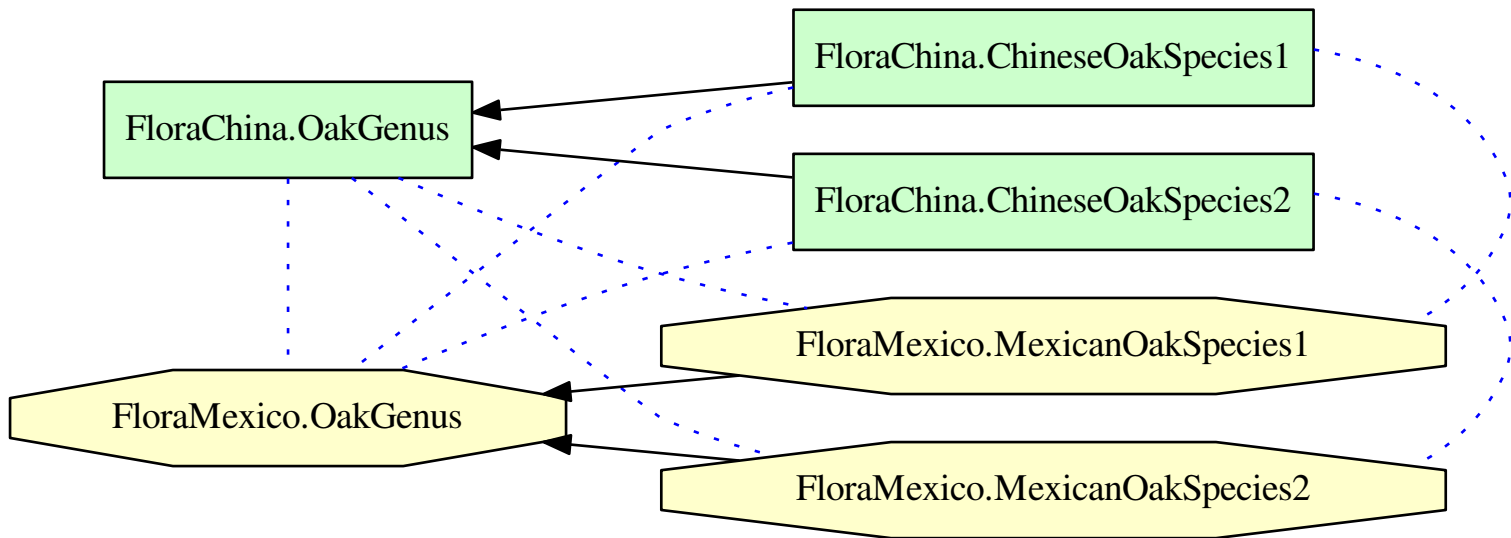 FloraChina.ChineseOakSpecies1
FloraChina.OakGenus
FloraChina.ChineseOakSpecies2
FloraMexico.MexicanOakSpecies1
FloraMexico.OakGenus
FloraMexico.MexicanOakSpecies2